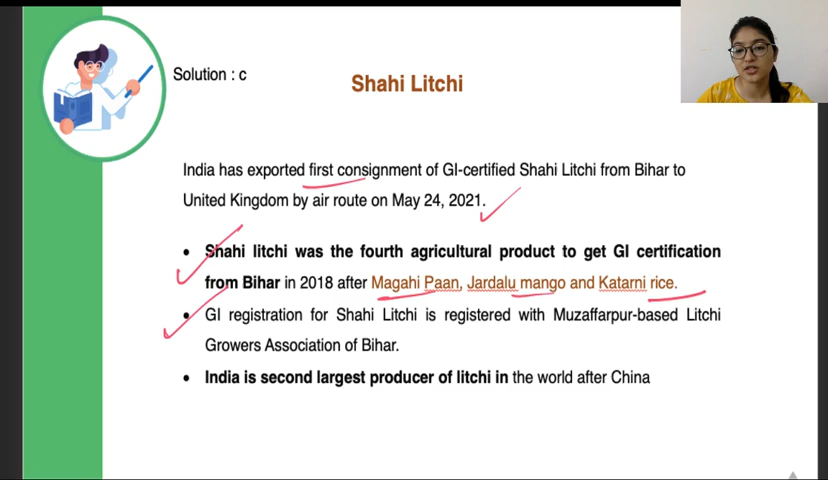 Solution : c
Shahi Litchi
India has exported first consignment of GI-certified Shahi Litchi from Bihar to
United Kingdom by air route on May 24, 2021.
• Shahi litchi was the fourth agricultural product to get GI certification
from Bihar in 2018 after Magahi Paan, Jardalu mango and Katarni rice.
• GI registration for Shahi Litchi is registered with Muzaffarpur-based Litchi
Growers Association of Bihar.
• India is second largest producer of litchi in the world after China